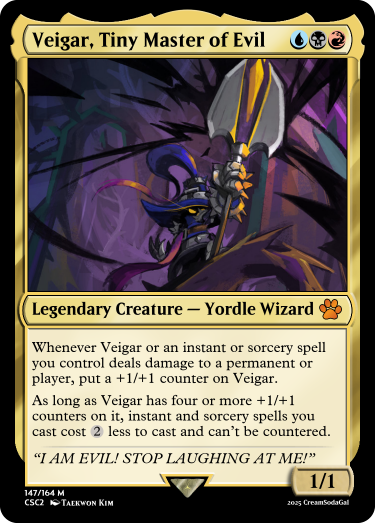 Veigar, Tiny Master of Evil
Legendary Creature — Yordle Wizard
Whenever Veigar or an instant or sorcery spell
you control deals damage to a permanent or
player, put a +1/+1 counter on Veigar.
As long as Veigar has four or more +1/+1
counters on it, instant and sorcery spells you
cast cost 2 less to cast and can't be countered.
“I AM EVIL! STOP LAUGHING AT ME!”
1/1
147/164 M
CSC2 Taekwon Kim
2025 CreamSodaGal